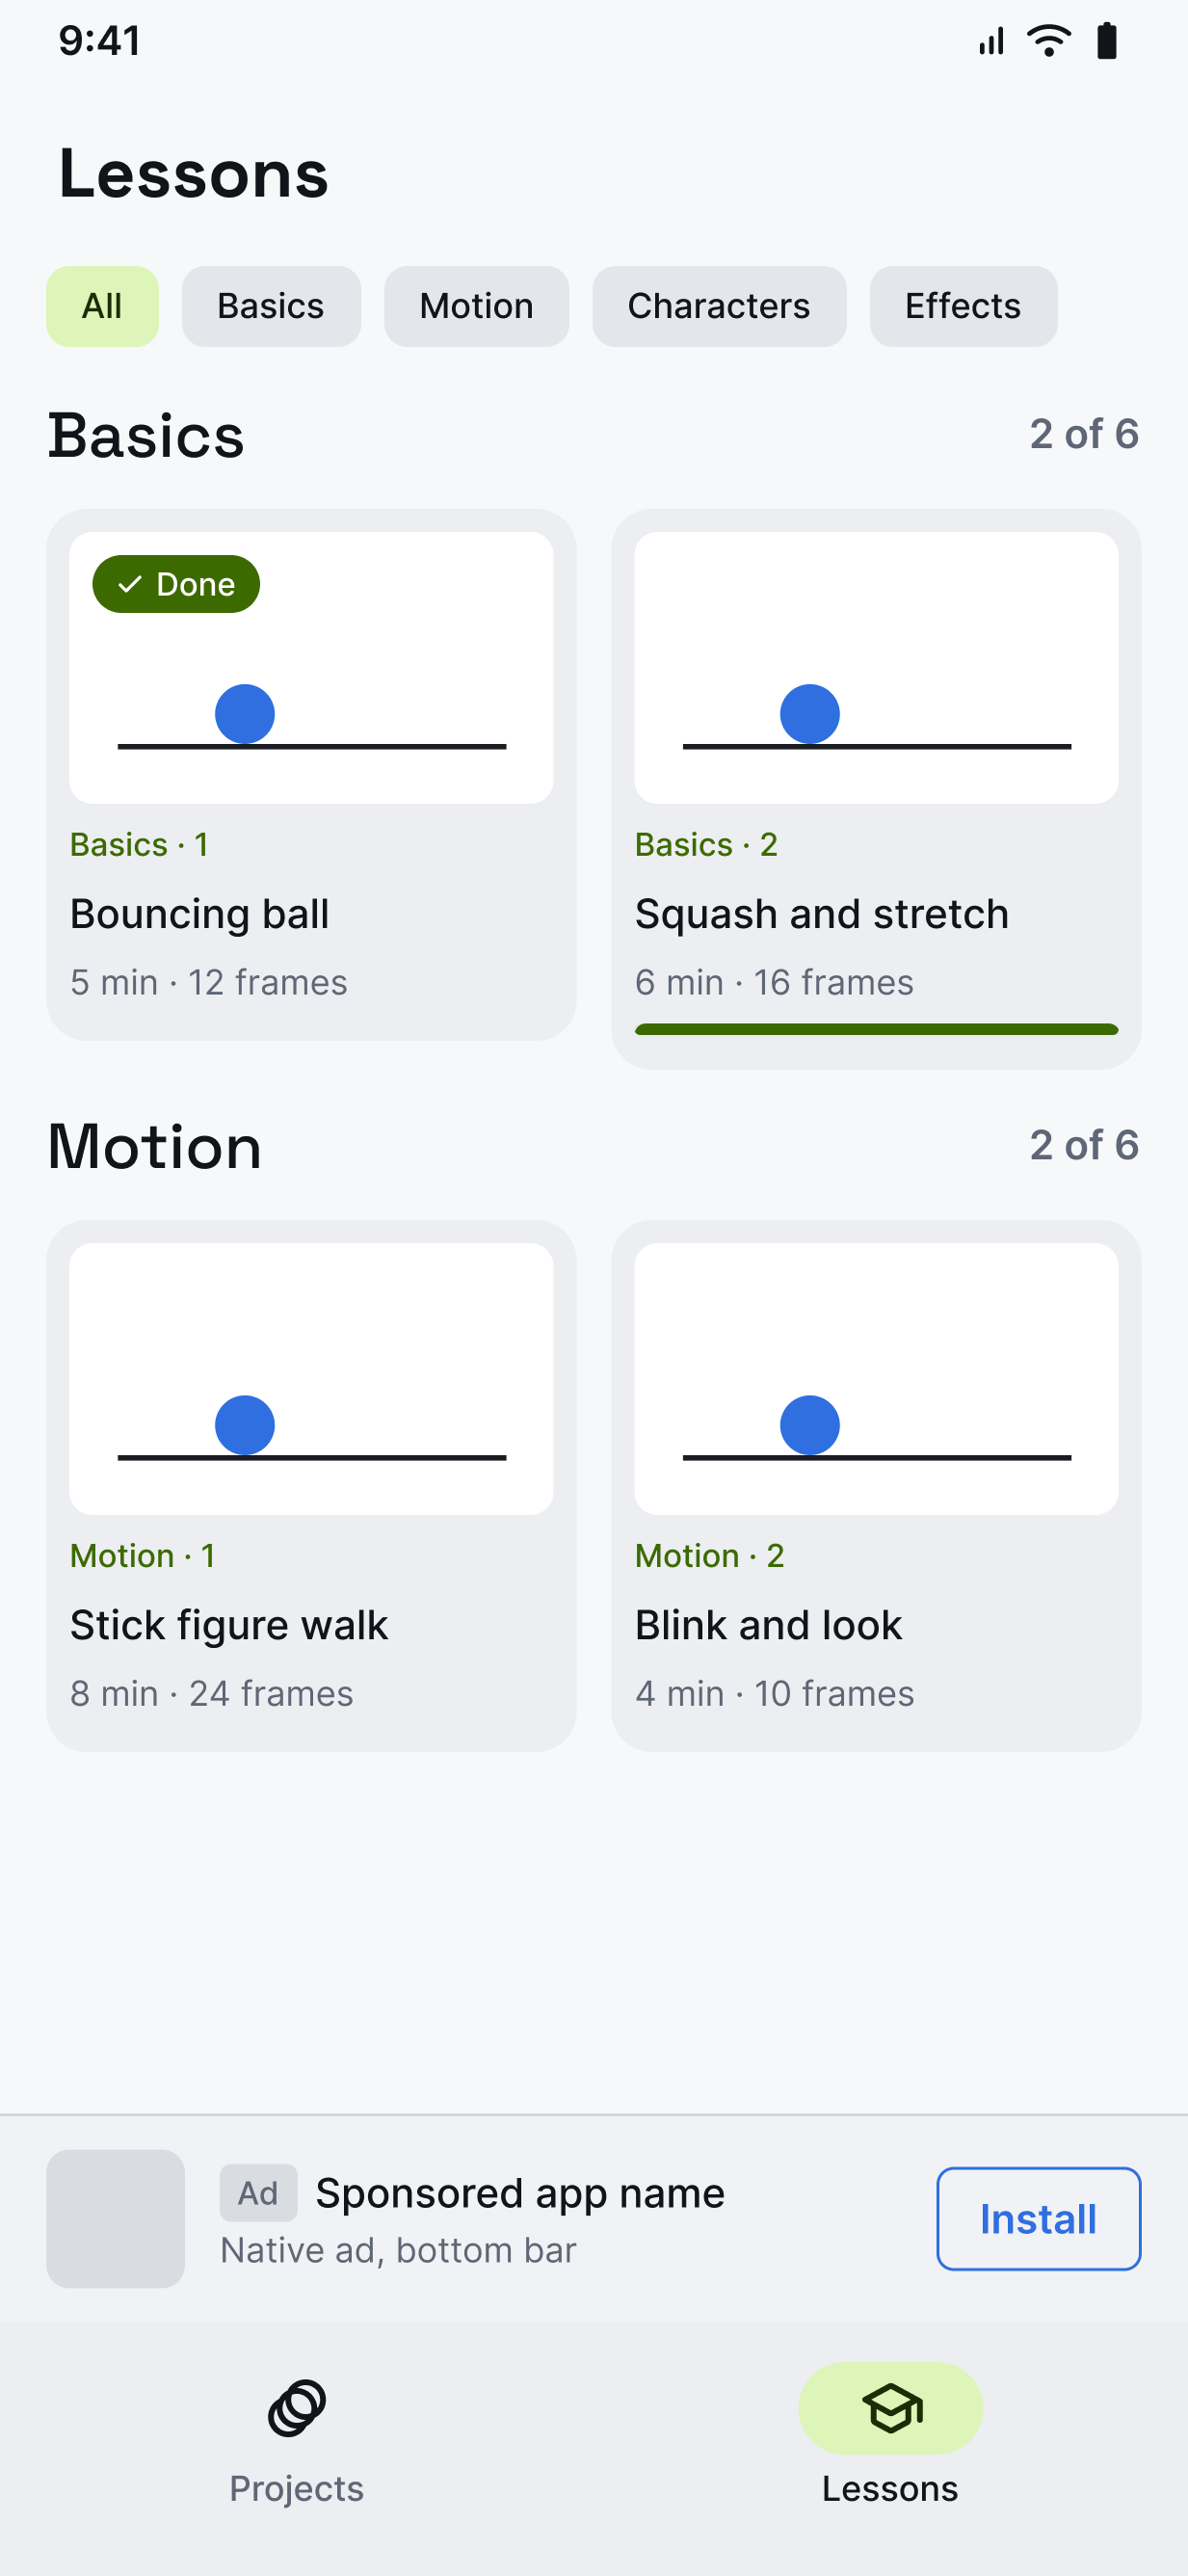 9:41
Lessons
All
Basics
Motion
Characters
Effects
Basics
2 of 6
Done
Basics · 1
Bouncing ball
5 min · 12 frames
Basics · 2
Squash and stretch
6 min · 16 frames
Motion
2 of 6
Motion · 1
Stick figure walk
8 min · 24 frames
Motion · 2
Blink and look
4 min · 10 frames
Ad
Sponsored app name
Native ad, bottom bar
Install
Projects
Lessons